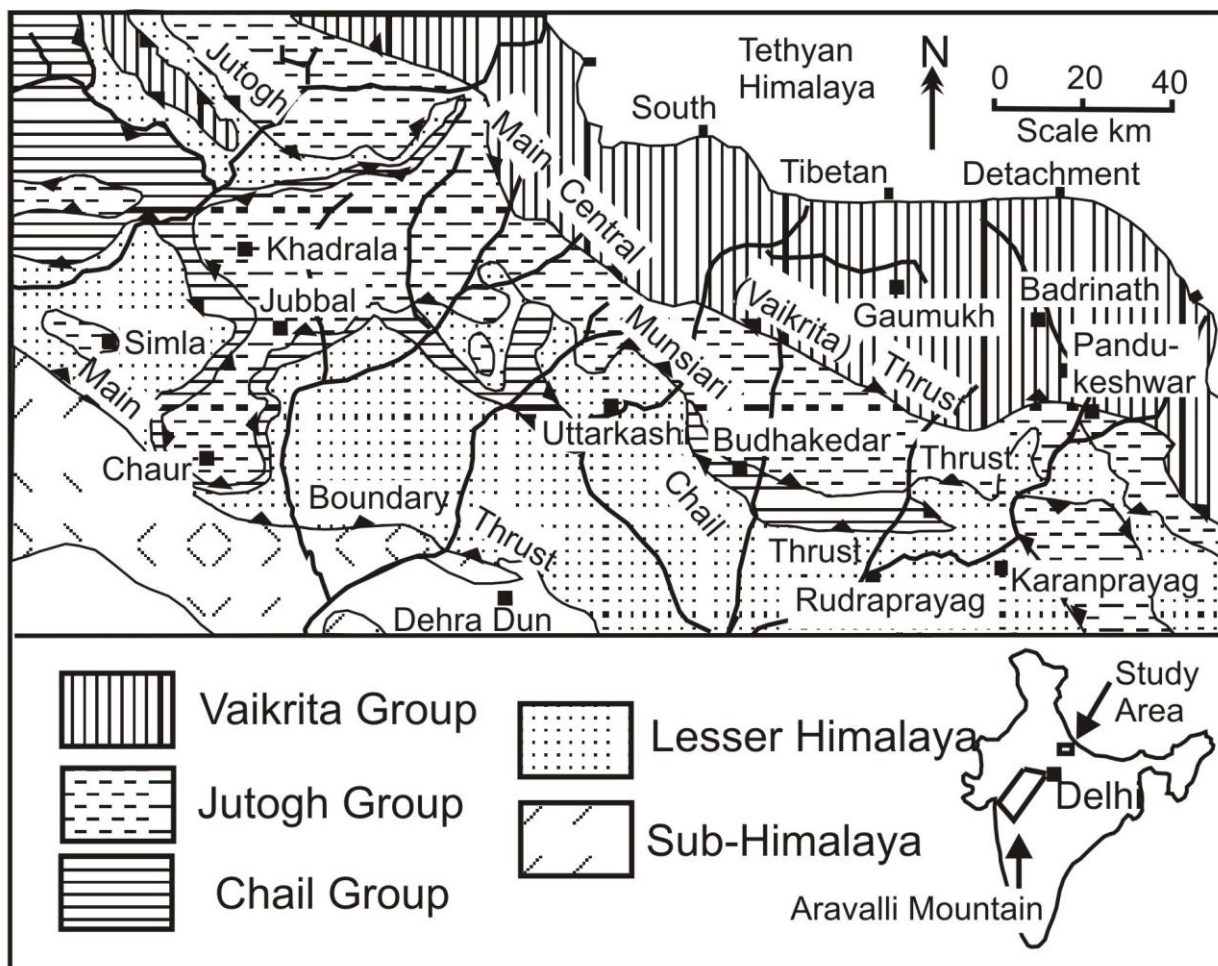 Jutogh
Tethyan
Himalaya
N
0 20 40
Scale km
South
Main
Central
Tibetan
Detachment
Khadrala
Jubbal
(Vaikrita)
Thrust
Gaumukh
Badrinath
Pandu-
keshwar
Simla
Main
Munsiari
Uttarkash
Budhakedar
Thrust
Chaur
Boundary
Thrust
Chail
Thrust
Karanprayag
Rudraprayag
Dehra Dun
Vaikrita Group
Jutogh Group
Chail Group
Lesser Himalaya
Sub-Himalaya
Study
Area
Delhi
Aravalli Mountain